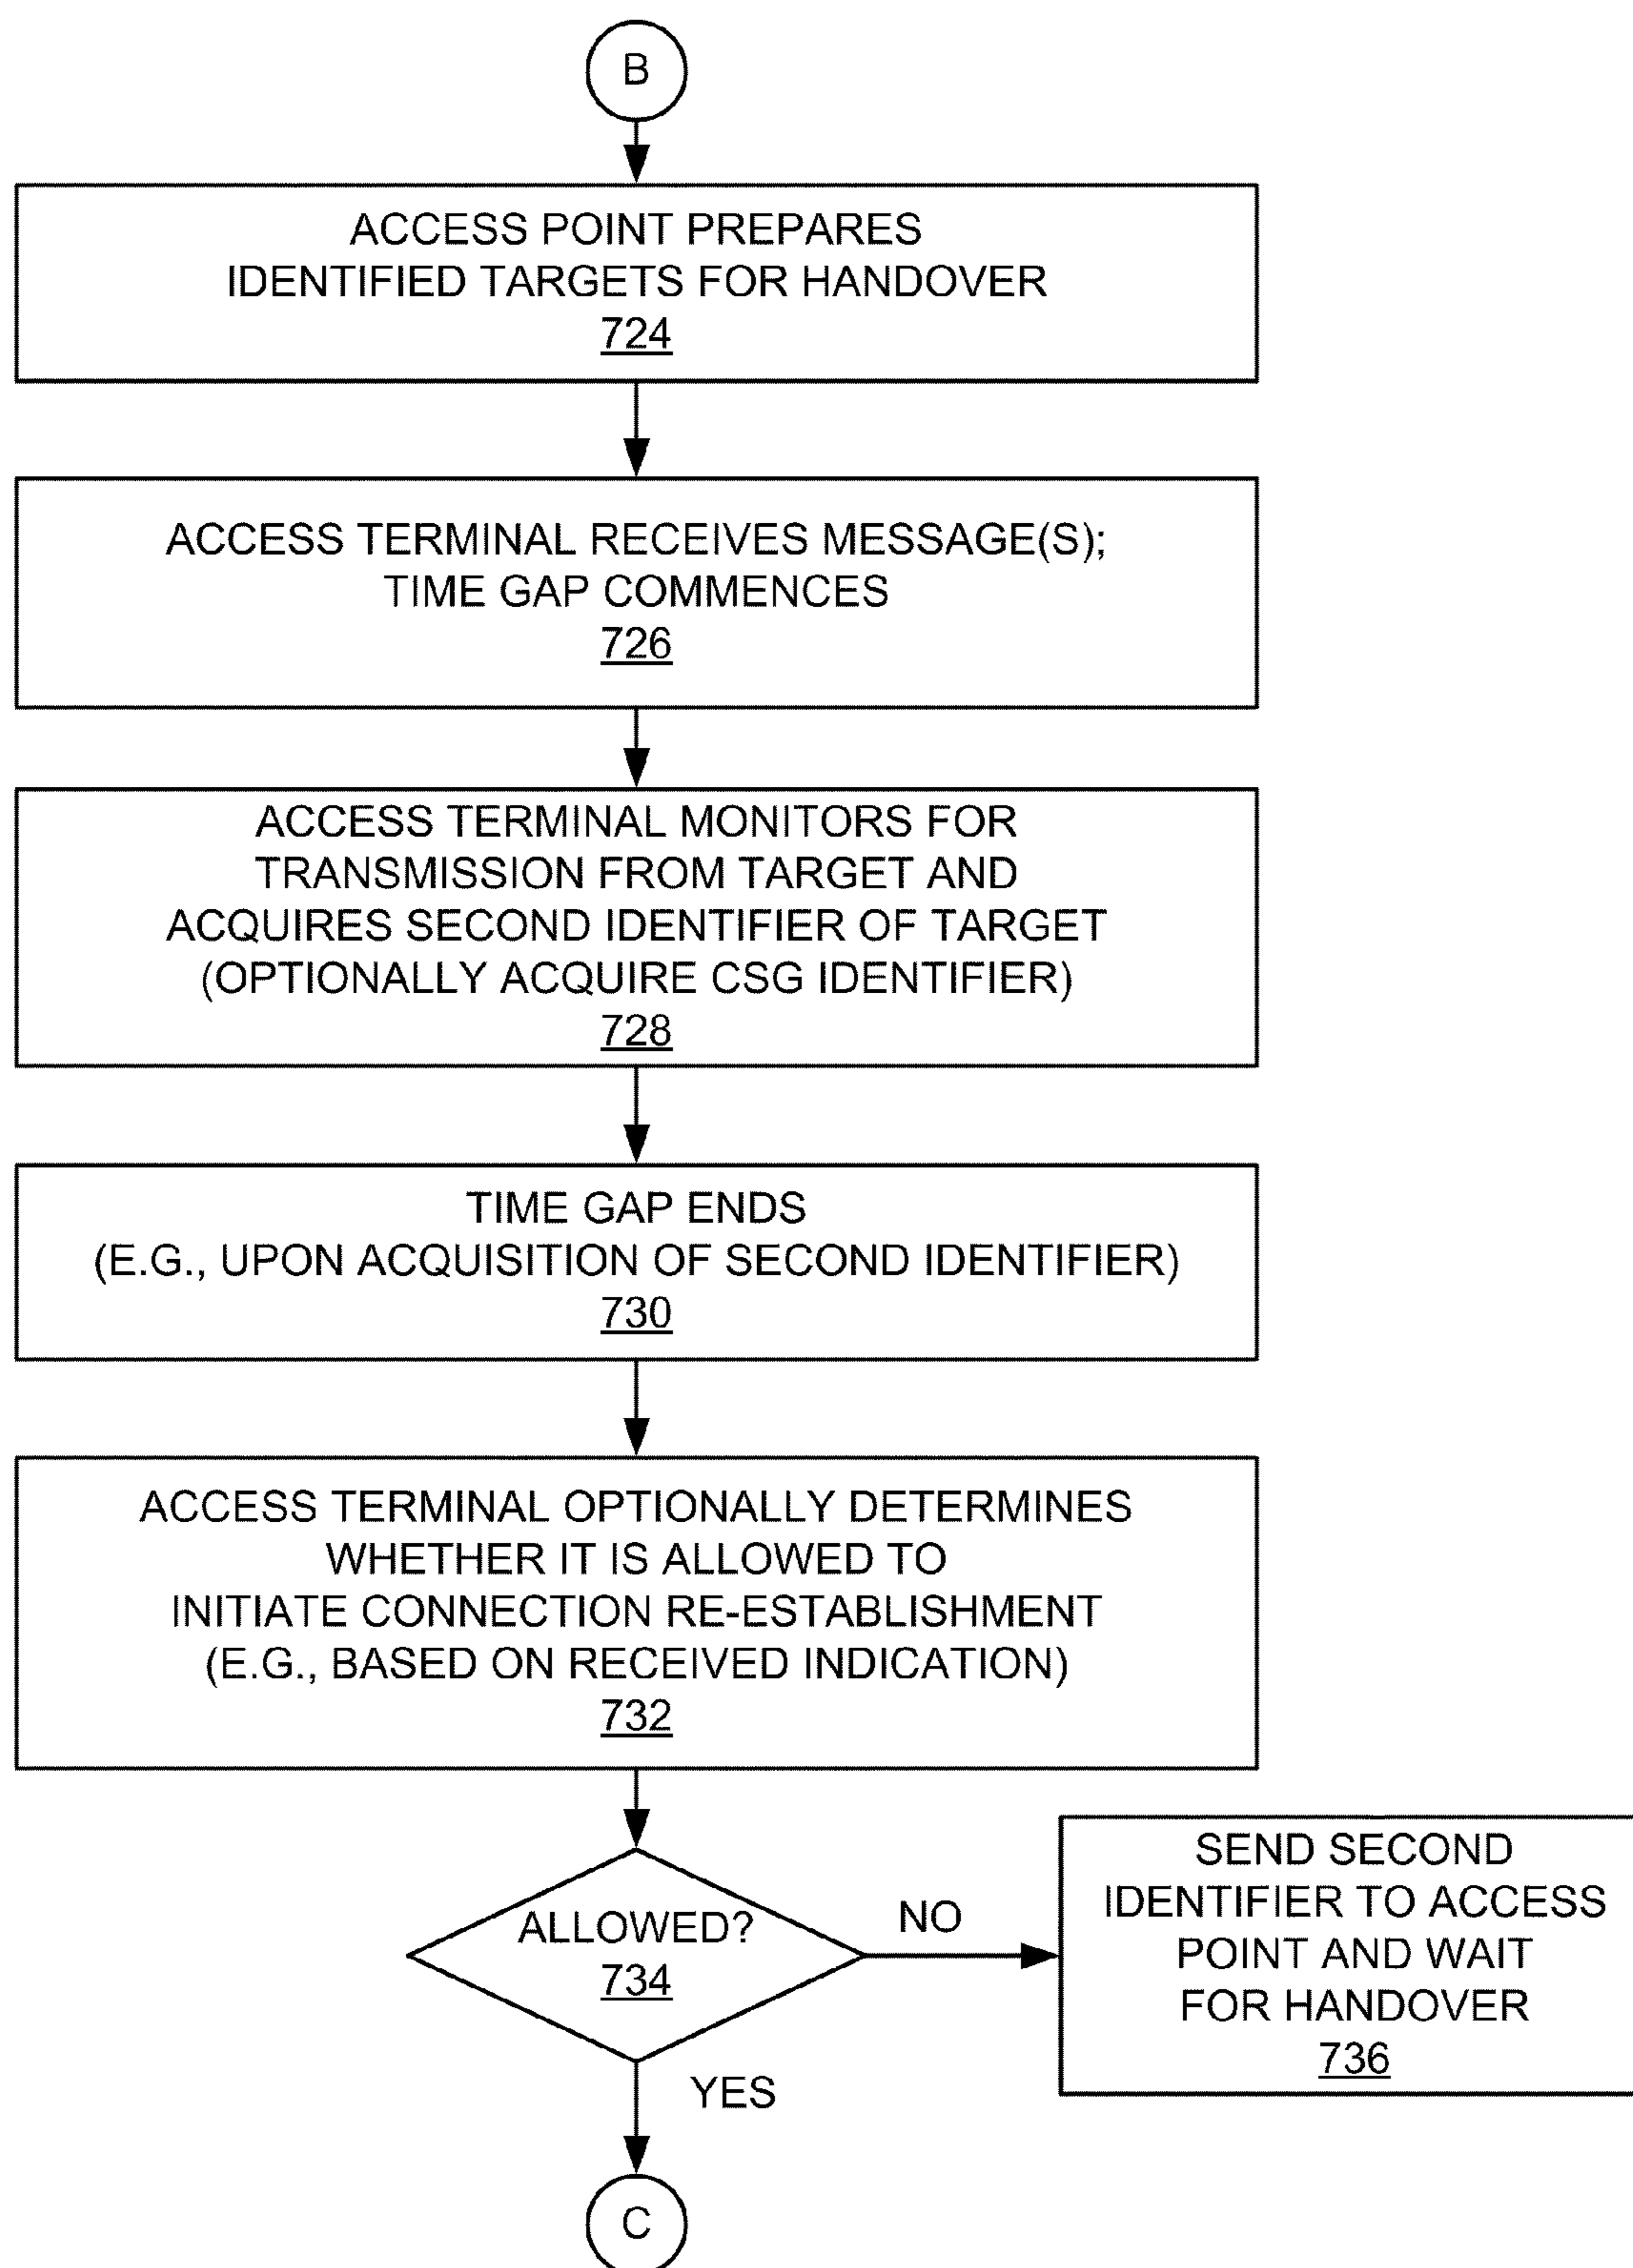 B
ACCESS POINT PREPARES
IDENTIFIED TARGETS FOR HANDOVER
724
ACCESS TERMINAL RECEIVES MESSAGE(S);
TIME GAP COMMENCES
726
ACCESS TERMINAL MONITORS FOR
TRANSMISSION FROM TARGET AND
ACQUIRES SECOND IDENTIFIER OF TARGET
(OPTIONALLY ACQUIRE CSG IDENTIFIER)
728
TIME GAP ENDS
(E.G., UPON ACQUISITION OF SECOND IDENTIFIER)
730
ACCESS TERMINAL OPTIONALLY DETERMINES
WHETHER IT IS ALLOWED TO
INITIATE CONNECTION RE-ESTABLISHMENT
(E.G., BASED ON RECEIVED INDICATION)
732
ALLOWED?
734
NO
SEND SECOND
IDENTIFIER TO ACCESS
POINT AND WAIT
FOR HANDOVER
736
YES
C